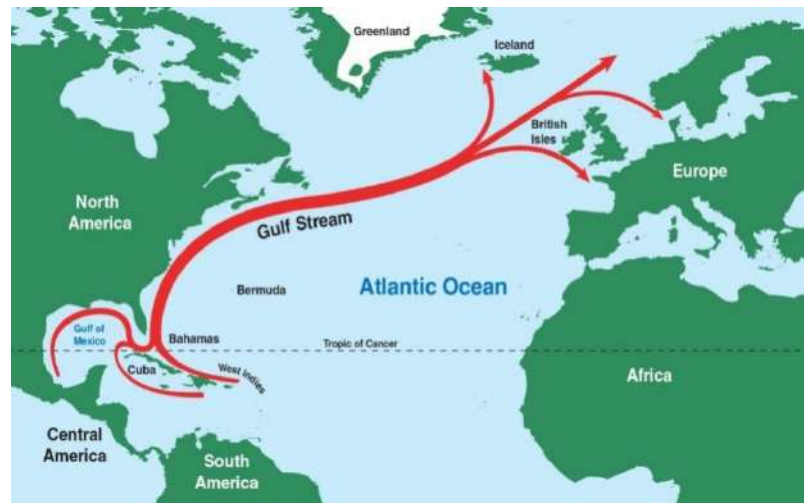 Greenland
Iceland
British
Isles
Europe
North
America
Gulf Stream
Bermuda
Atlantic Ocean
Gulf of
Mexico
Bahamas
Tropic of Cancer
Cuba
West Indies
Africa
Central
America
South
America